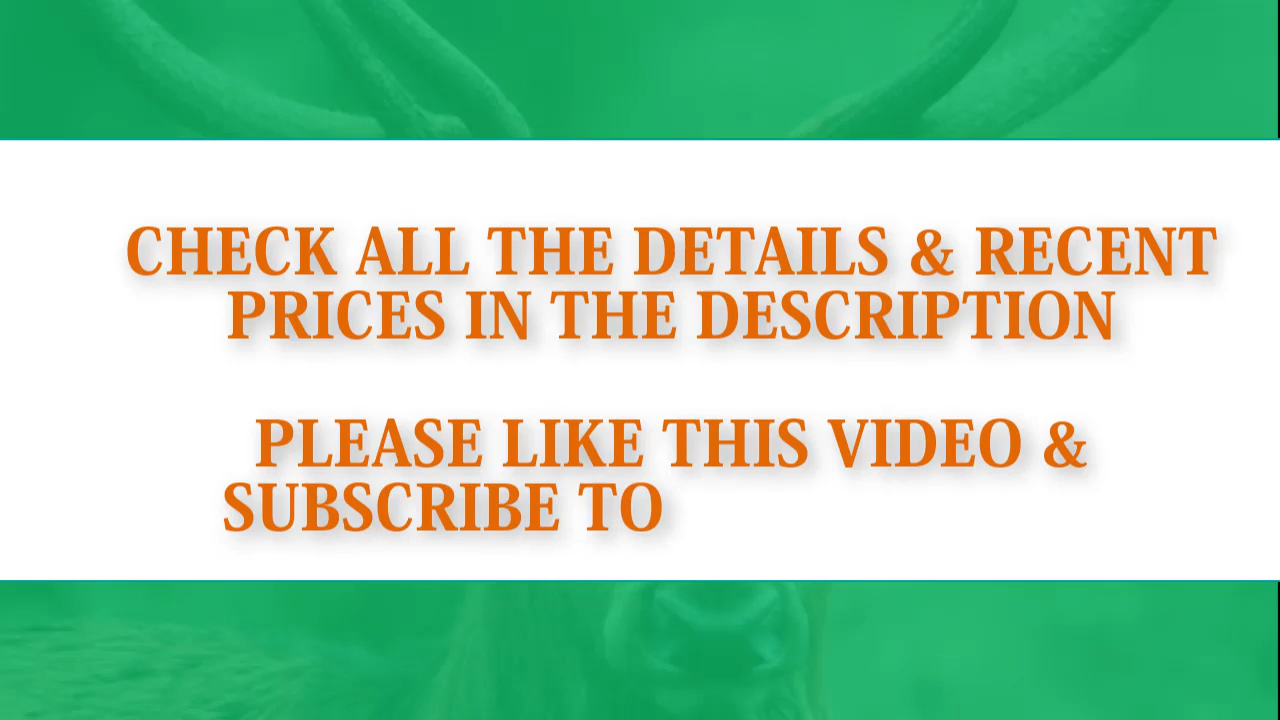 CHECK ALL THE DETAILS & RECENT
PRICES IN THE DESCRIPTION
PLEASE LIKE THIS VIDEO &
SUBSCRIBE TO